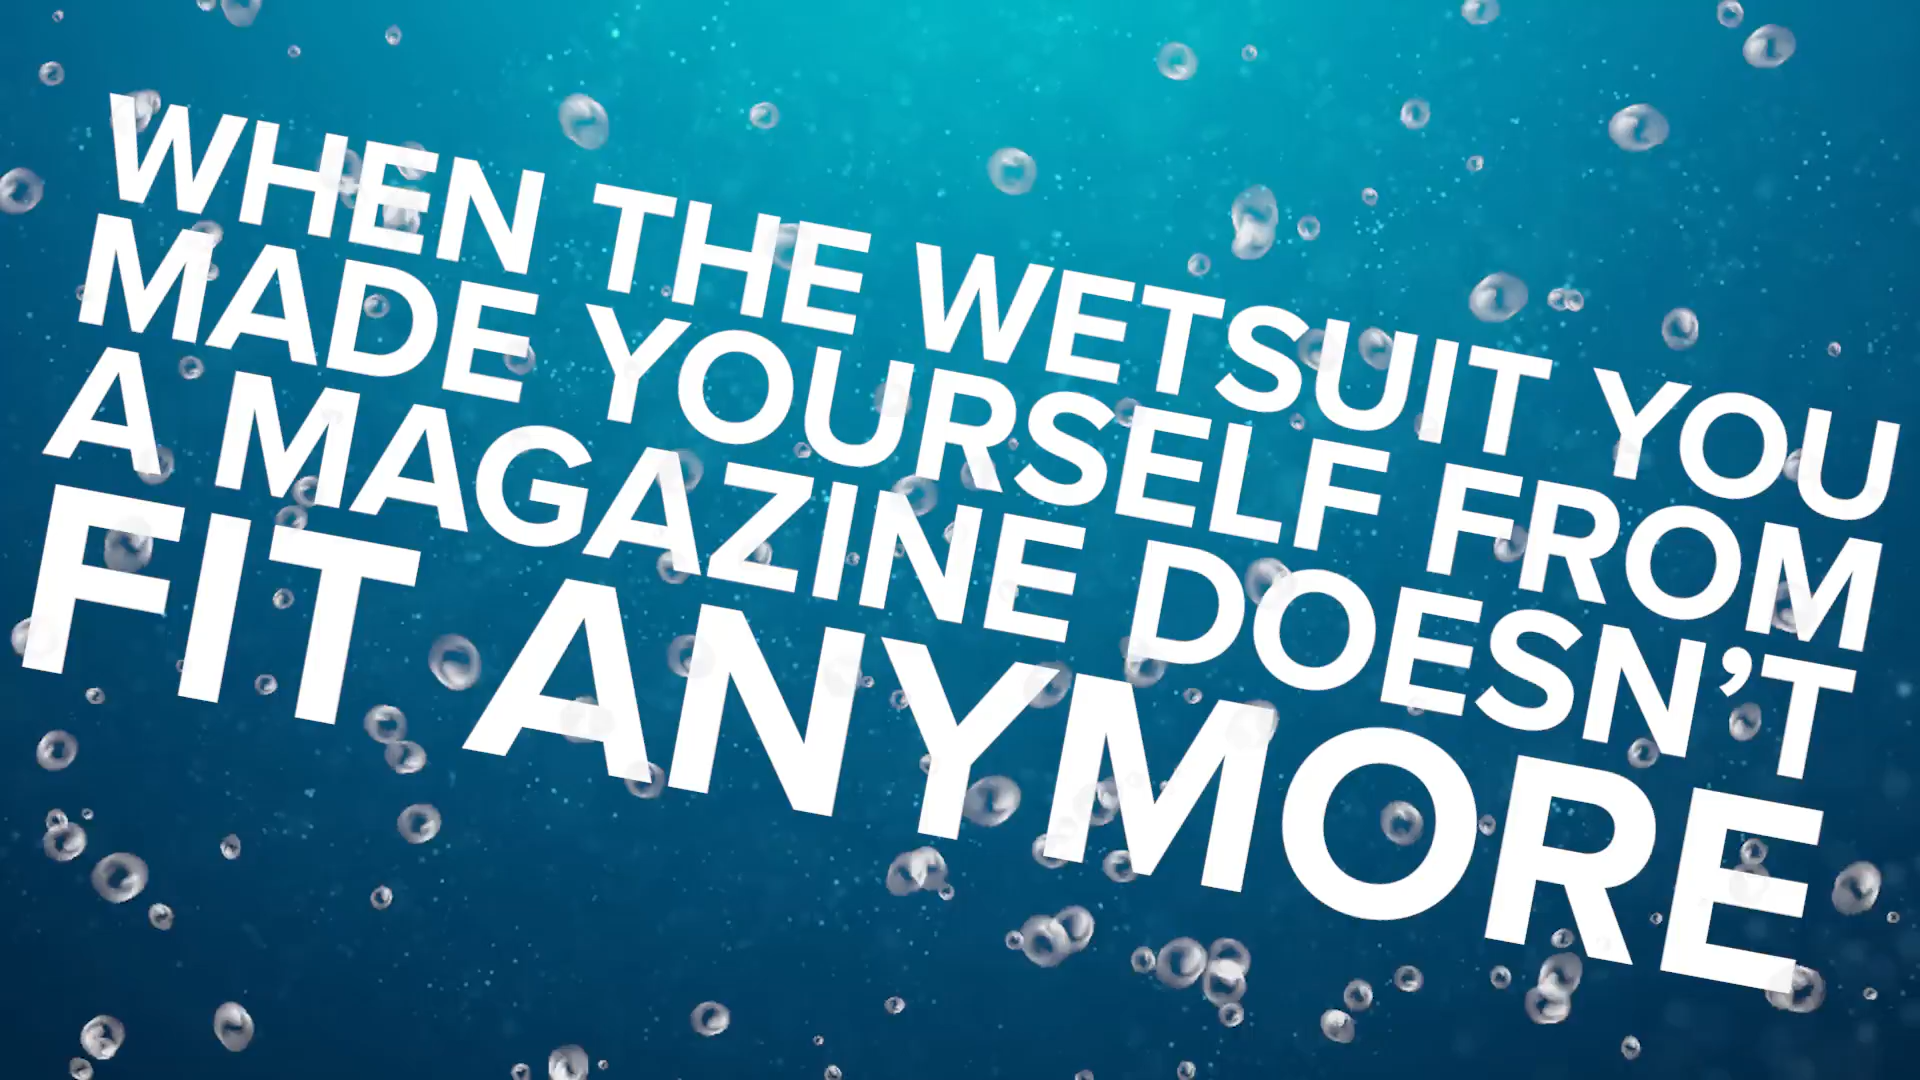 WHEN THE WETSUIT YOU
MADE YOURSELF FROM
A MAGAZINE DOESN’T
FIT ANYMORE